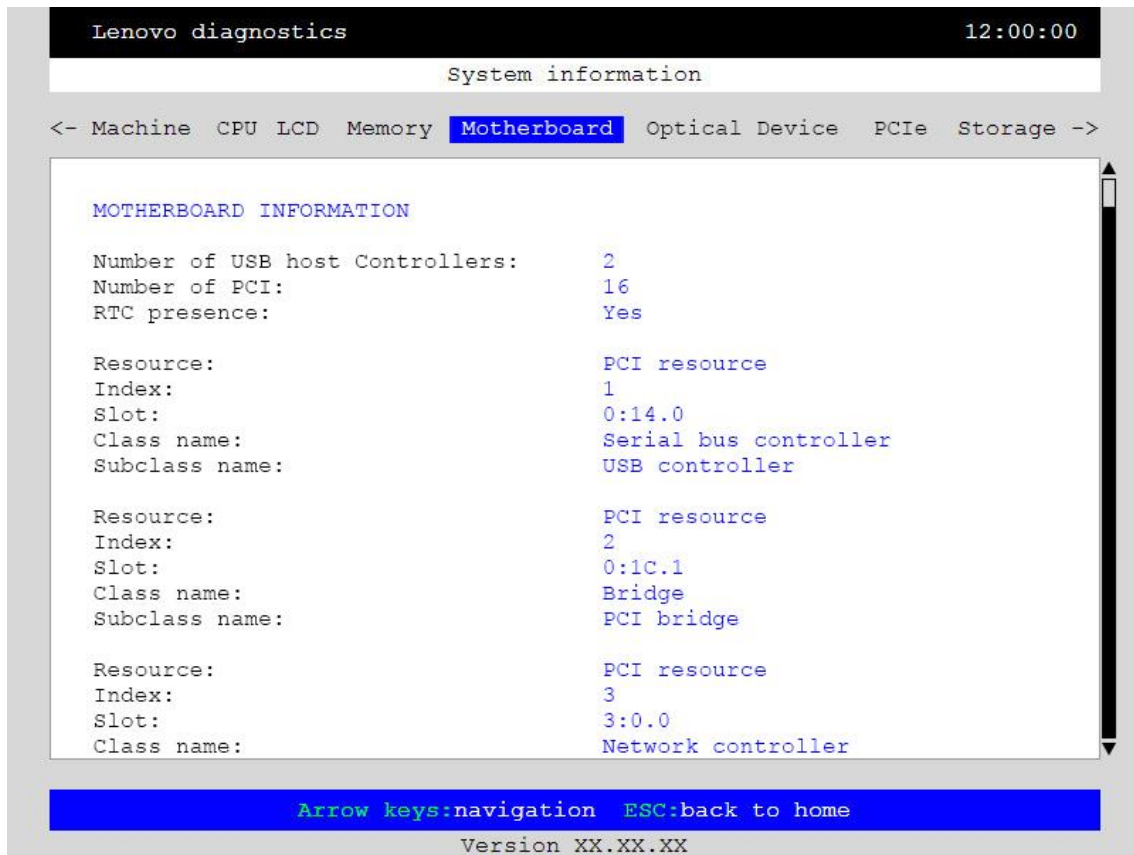 Lenovo diagnostics 12:00:00
System information
<- Machine CPU LCD Memory Motherboard Optical Device PCIe Storage ->
MOTHERBOARD INFORMATION
Number of USB host Controllers: 2
Number of PCI: 16
RTC presence: Yes
Resource: PCI resource
Index: 1
Slot: 0:14.0
Class name: Serial bus controller
Subclass name: USB controller
Resource: PCI resource
Index: 2
Slot: 0:1C.1
Class name: Bridge
Subclass name: PCI bridge
Resource: PCI resource
Index: 3
Slot: 3:0.0
Class name: Network controller
Arrow keys:navigation ESC:back to home
Version XX.XX.XX